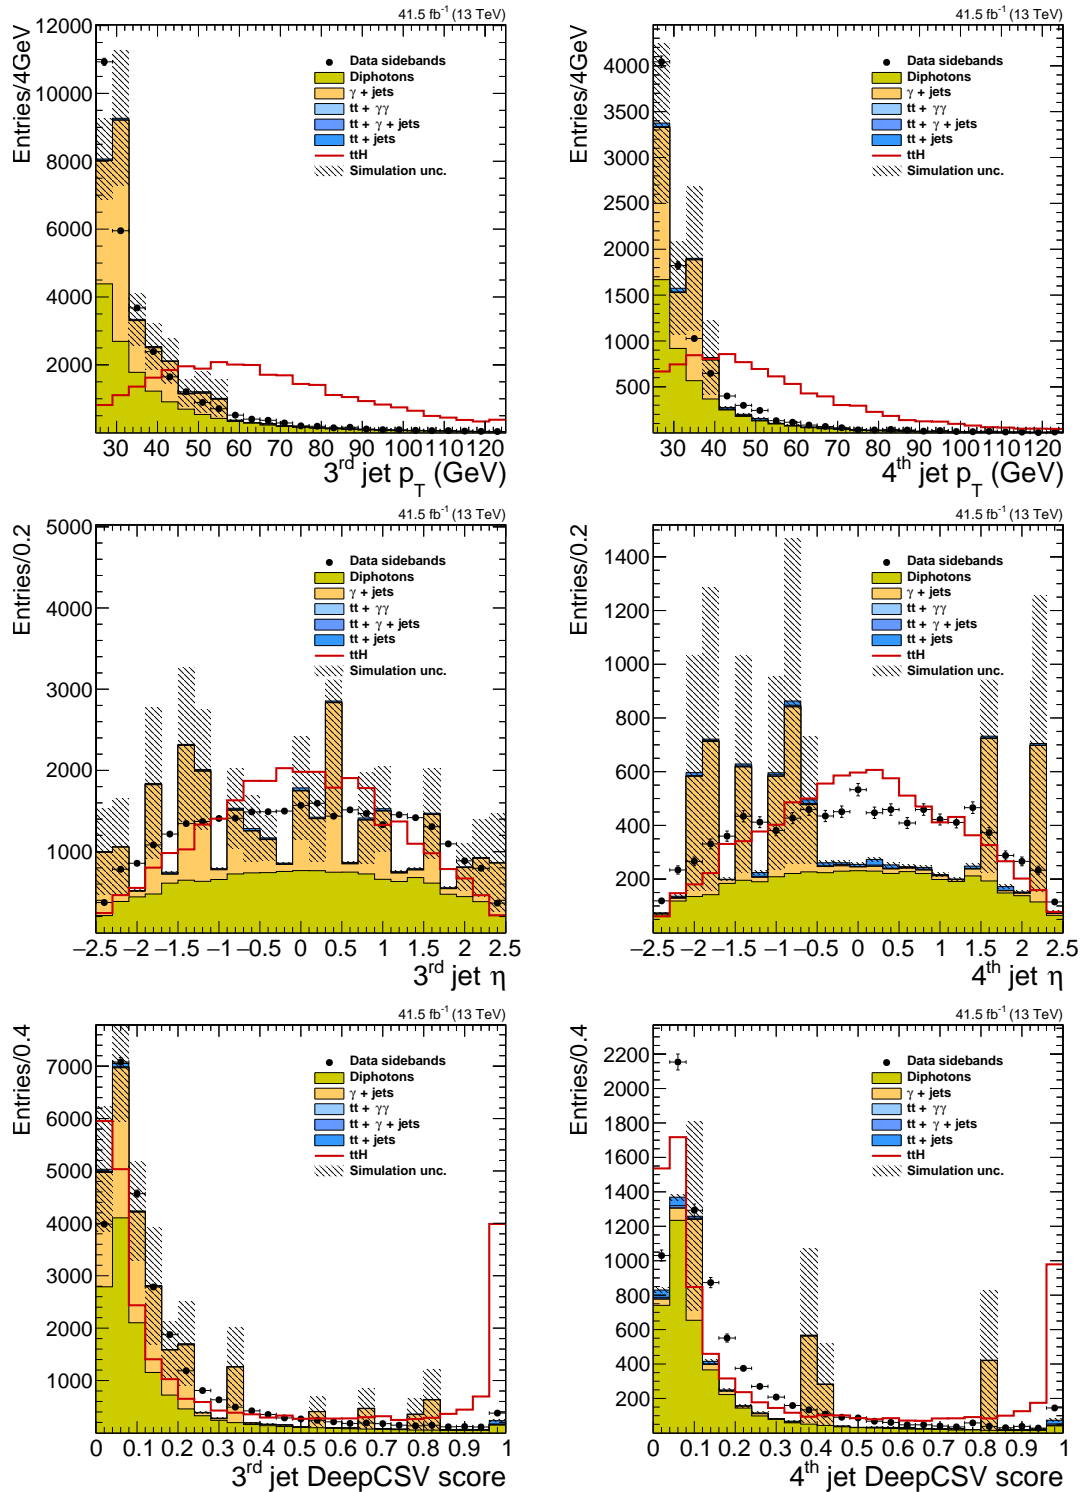 41.5 fb⁻¹ (13 TeV)
Entries/4GeV
12000
10000
8000
6000
4000
2000
Data sidebands
Diphotons
γ + jets
tt + γγ
tt + γ + jets
tt + jets
ttH
Simulation unc.
30 40 50 60 70 80 90 100 110 120
3rd jet p_T (GeV)
41.5 fb⁻¹ (13 TeV)
Entries/4GeV
4000
3500
3000
2500
2000
1500
1000
500
Data sidebands
Diphotons
γ + jets
tt + γγ
tt + γ + jets
tt + jets
ttH
Simulation unc.
30 40 50 60 70 80 90 100 110 120
4th jet p_T (GeV)
41.5 fb⁻¹ (13 TeV)
Entries/0.2
5000
4000
3000
2000
1000
Data sidebands
Diphotons
γ + jets
tt + γγ
tt + γ + jets
tt + jets
ttH
Simulation unc.
−2.5 −2 −1.5 −1 −0.5 0 0.5 1 1.5 2 2.5
3rd jet η
41.5 fb⁻¹ (13 TeV)
Entries/0.2
1400
1200
1000
800
600
400
200
Data sidebands
Diphotons
γ + jets
tt + γγ
tt + γ + jets
tt + jets
ttH
Simulation unc.
−2.5 −2 −1.5 −1 −0.5 0 0.5 1 1.5 2 2.5
4th jet η
41.5 fb⁻¹ (13 TeV)
Entries/0.4
7000
6000
5000
4000
3000
2000
1000
Data sidebands
Diphotons
γ + jets
tt + γγ
tt + γ + jets
tt + jets
ttH
Simulation unc.
0 0.1 0.2 0.3 0.4 0.5 0.6 0.7 0.8 0.9 1
3rd jet DeepCSV score
41.5 fb⁻¹ (13 TeV)
Entries/0.4
2200
2000
1800
1600
1400
1200
1000
800
600
400
200
Data sidebands
Diphotons
γ + jets
tt + γγ
tt + γ + jets
tt + jets
ttH
Simulation unc.
0 0.1 0.2 0.3 0.4 0.5 0.6 0.7 0.8 0.9 1
4th jet DeepCSV score